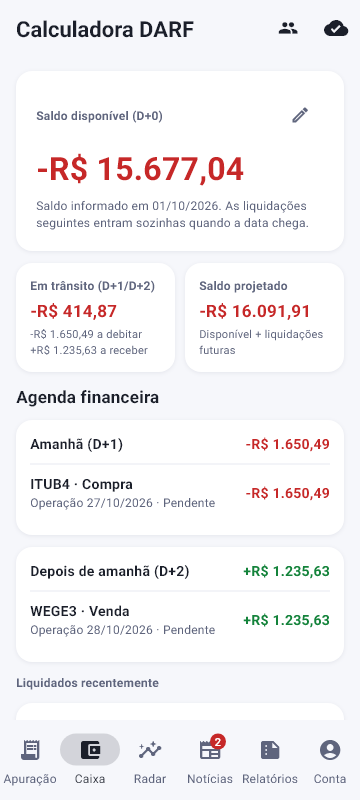 Calculadora DARF
Saldo disponível (D+0)
-R$ 15.677,04
Saldo informado em 01/10/2026. As liquidações
seguintes entram sozinhas quando a data chega.
Em trânsito (D+1/D+2)
-R$ 414,87
-R$ 1.650,49 a debitar
+R$ 1.235,63 a receber
Saldo projetado
-R$ 16.091,91
Disponível + liquidações
futuras
Agenda financeira
Amanhã (D+1) -R$ 1.650,49
ITUB4 · Compra
Operação 27/10/2026 · Pendente
-R$ 1.650,49
Depois de amanhã (D+2) +R$ 1.235,63
WEGE3 · Venda
Operação 28/10/2026 · Pendente
+R$ 1.235,63
Liquidados recentemente
2
Apuração Caixa Radar Notícias Relatórios Conta